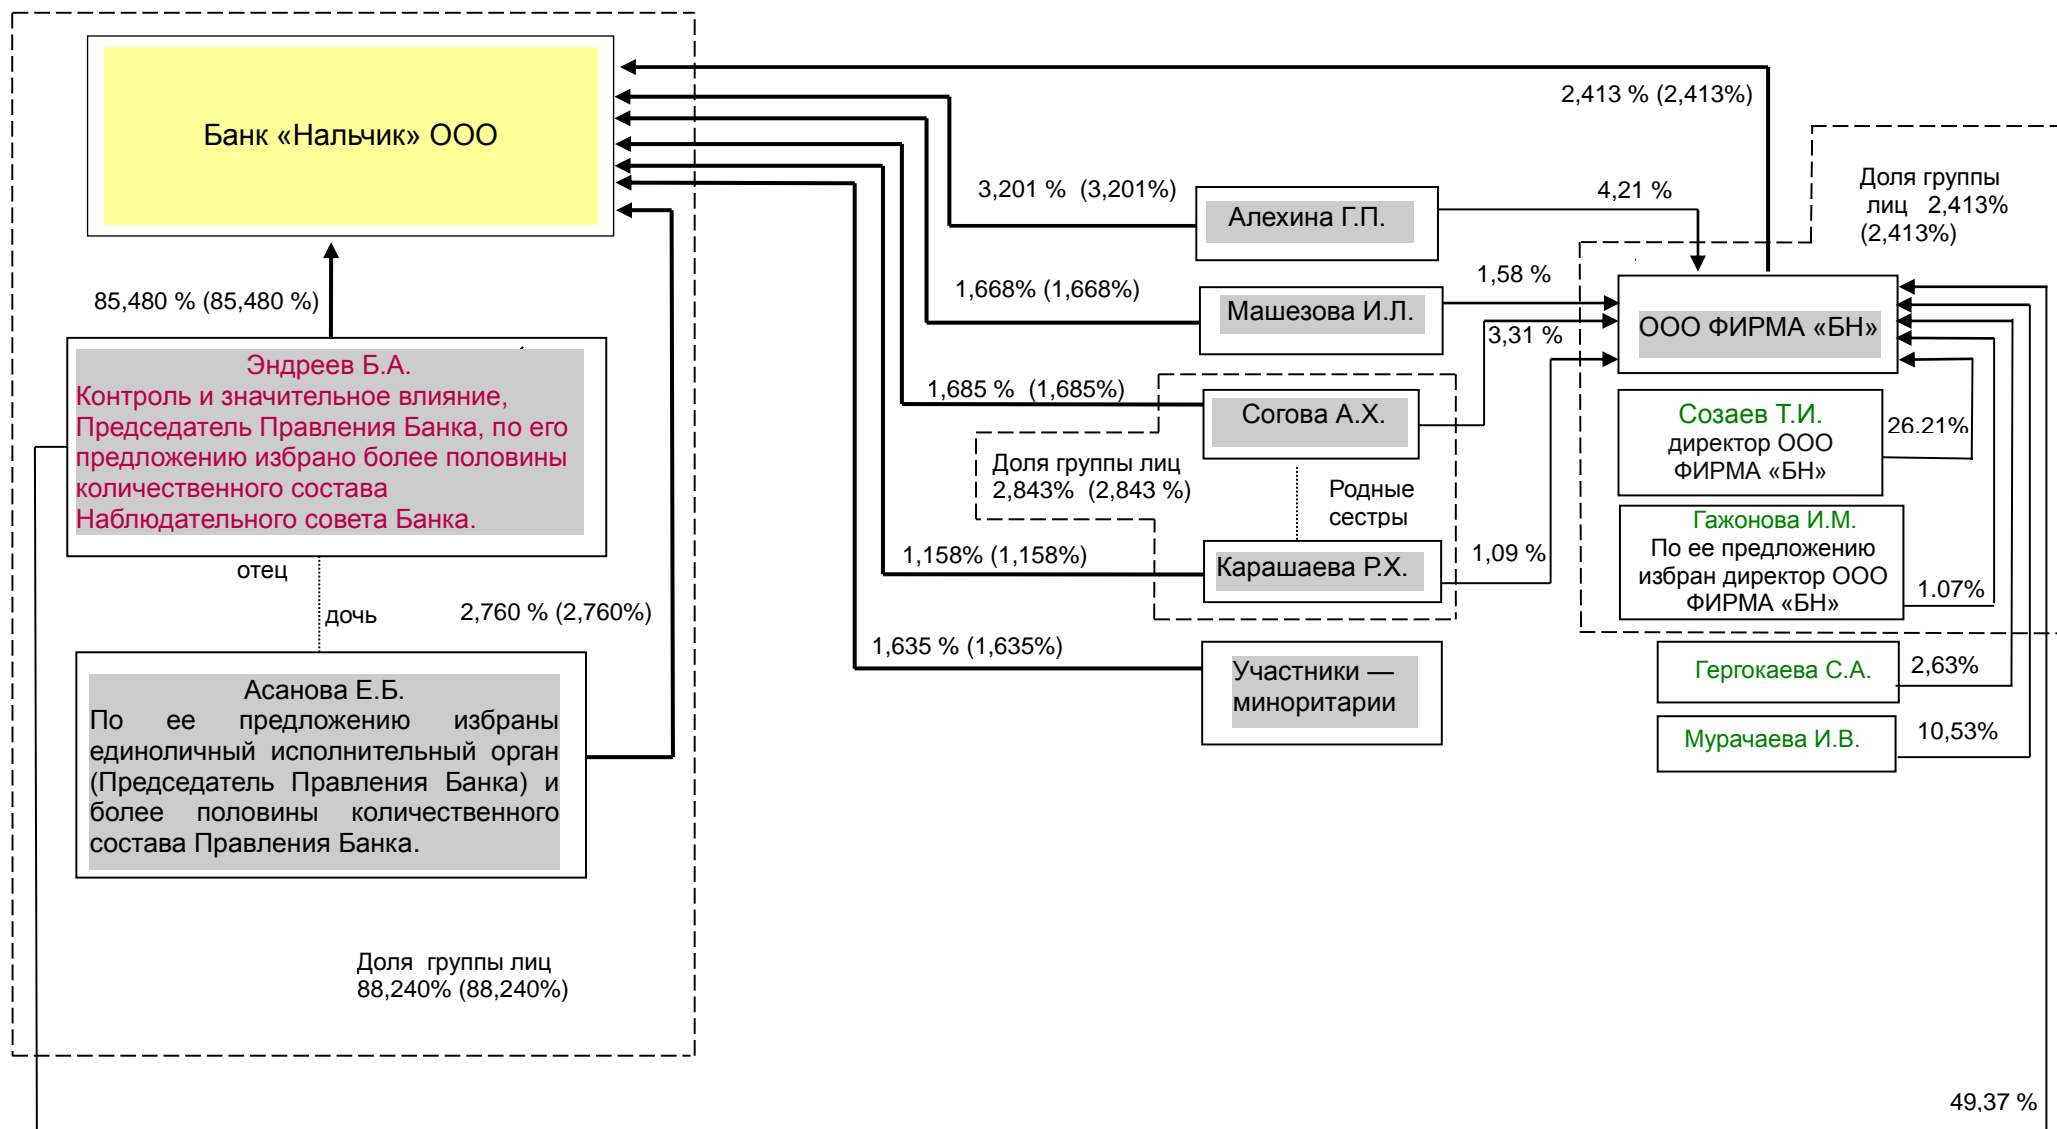 Банк «Нальчик» ООО
85,480 % (85,480 %)
Эндреев Б.А.
Контроль и значительное влияние,
Председатель Правления Банка, по его
предложению избрано более половины
количественного состава
Наблюдательного совета Банка.
отец
дочь
2,760 % (2,760%)
Асанова Е.Б.
По ее предложению избраны
единоличный исполнительный орган
(Председатель Правления Банка) и
более половины количественного
состава Правления Банка.
Доля группы лиц
88,240% (88,240%)
2,413 % (2,413%)
3,201 % (3,201%)
Алехина Г.П.
4,21 %
1,668% (1,668%)
Машезова И.Л.
1,58 %
1,685 % (1,685%)
Согова А.Х.
3,31 %
Доля группы лиц
2,843% (2,843 %)
Родные
сестры
1,158% (1,158%)
Карашаева Р.Х.
1,09 %
1,635 % (1,635%)
Участники —
миноритарии
Доля группы
лиц 2,413%
(2,413%)
ООО ФИРМА «БН»
Созаев Т.И.
директор ООО
ФИРМА «БН»
26.21%
Гажонова И.М.
По ее предложению
избран директор ООО
ФИРМА «БН»
1.07%
Гергокаева С.А.
2,63%
Мурачаева И.В.
10,53%
49,37 %